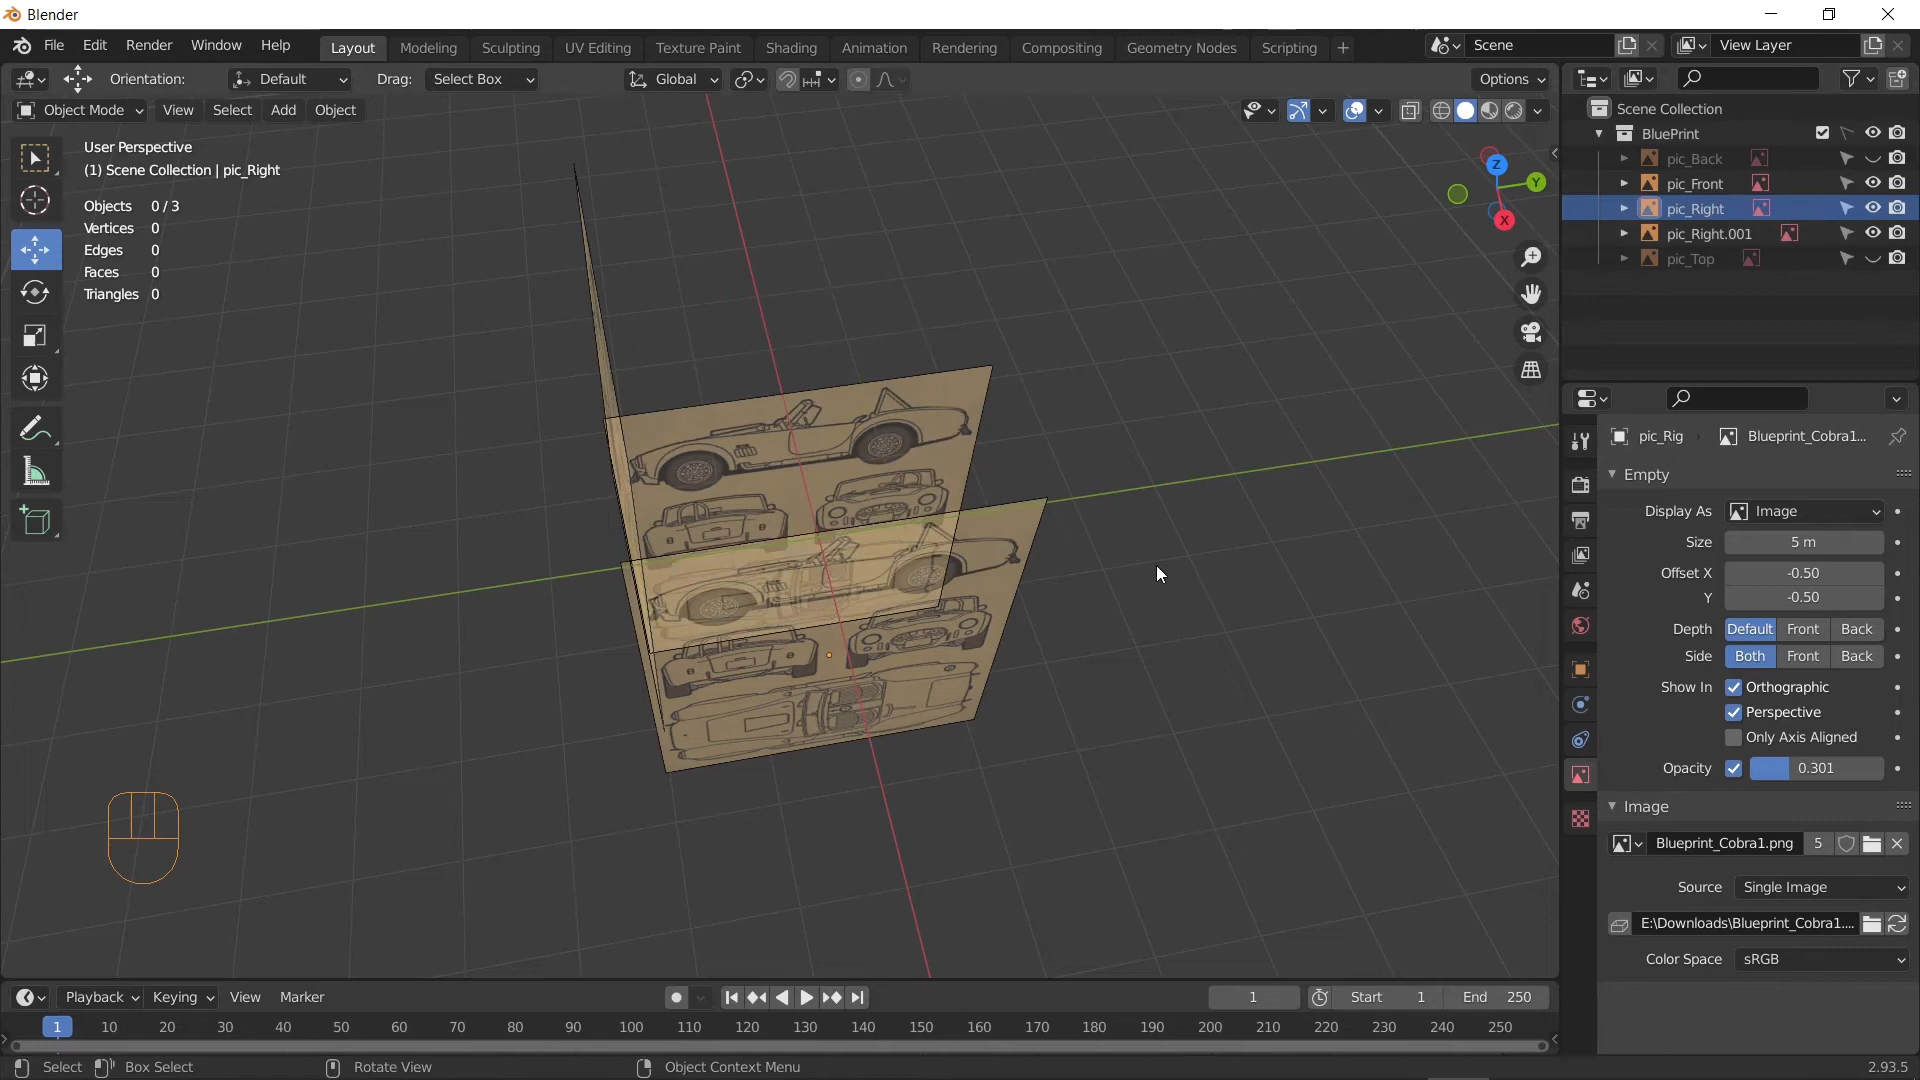 Blender
File Edit Render Window Help
Layout Modeling Sculpting UV Editing Texture Paint Shading Animation Rendering Compositing Geometry Nodes Scripting +
Scene
View Layer
Orientation: Default Drag: Select Box Global Options
Object Mode View Select Add Object
User Perspective
(1) Scene Collection | pic_Right
Objects 0 / 3
Vertices 0
Edges 0
Faces 0
Triangles 0
Z
Y
X
Scene Collection
BluePrint
pic_Back
pic_Front
pic_Right
pic_Right.001
pic_Top
pic_Rig Blueprint_Cobra1...
Empty
Display As Image
Size 5 m
Offset X -0.50
Y -0.50
Depth Default Front Back
Side Both Front Back
Show In Orthographic
Perspective
Only Axis Aligned
Opacity 0.301
Image
Blueprint_Cobra1.png 5
Source Single Image
E:\Downloads\Blueprint_Cobra1....
Color Space sRGB
Playback Keying View Marker
1 Start 1 End 250
1 10 20 30 40 50 60 70 80 90 100 110 120 130 140 150 160 170 180 190 200 210 220 230 240 250
Select Box Select Rotate View Object Context Menu 2.93.5